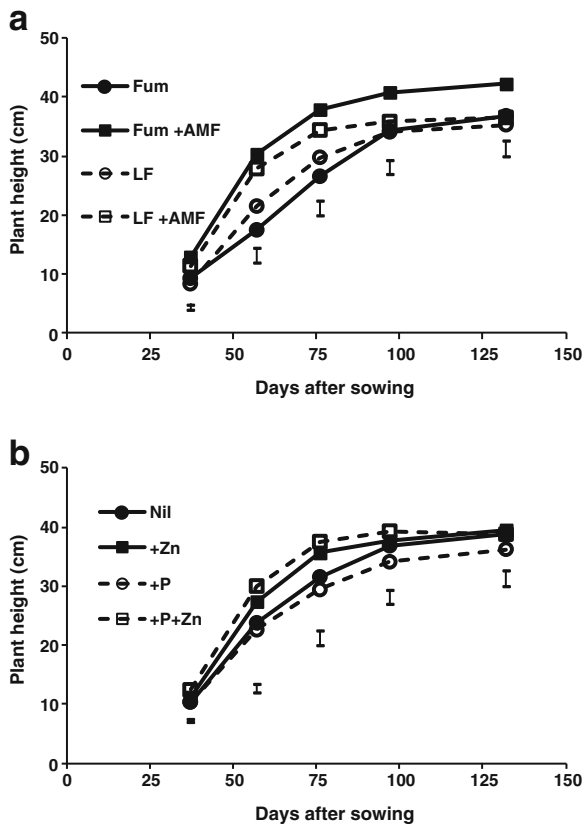 a
50
40
30
20
10
0
Plant height (cm)
Fum
Fum +AMF
LF
LF +AMF
0 25 50 75 100 125 150
Days after sowing
b
50
40
30
20
10
0
Plant height (cm)
Nil
+Zn
+P
+P+Zn
0 25 50 75 100 125 150
Days after sowing